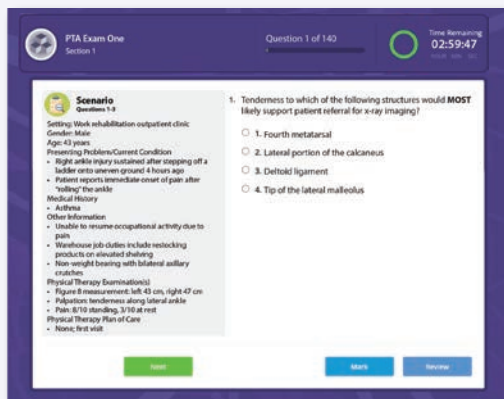 PTA Exam One
Section 1
Question 1 of 140
Time Remaining
02:59:47
Scenario
Questions 1-3
Setting: Work rehabilitation outpatient clinic
Gender: Male
Age: 43 years
Presenting Problem/Current Condition
• Right ankle injury sustained after stepping off a
ladder onto uneven ground 4 hours ago
• Patient reports immediate onset of pain after
"rolling" the ankle
Medical History
• Asthma
Other Information
• Unable to resume occupational activity due to
pain
• Warehouse job duties include restocking
products on elevated shelving
• Non-weight bearing with bilateral axillary
crutches
Physical Therapy Examination(s)
• Figure 8 measurement: left 43 cm, right 47 cm
• Palpation: tenderness along lateral ankle
• Pain: 8/10 standing, 3/10 at rest
Physical Therapy Plan of Care
• None; first visit
1. Tenderness to which of the following structures would MOST
likely support patient referral for x-ray imaging?
1. Fourth metatarsal
2. Lateral portion of the calcaneus
3. Deltoid ligament
4. Tip of the lateral malleolus
Next
Mark
Review